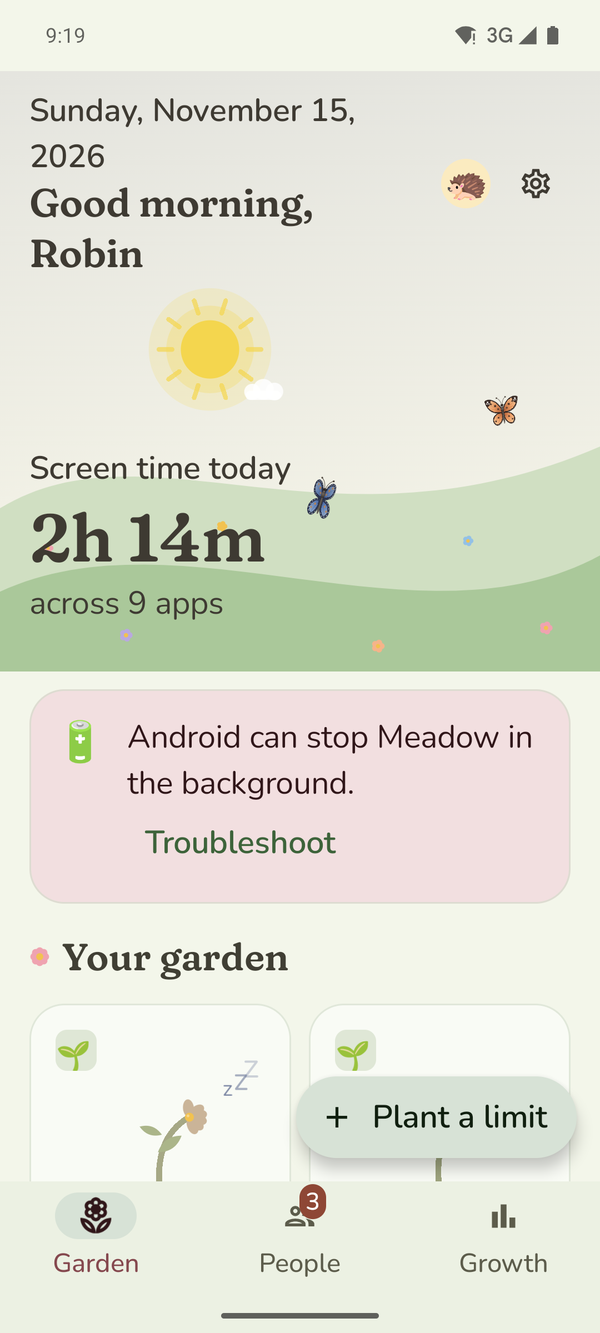 9:19
3G
Sunday, November 15,
2026
Good morning,
Robin
Screen time today
2h 14m
across 9 apps
Android can stop Meadow in
the background.
Troubleshoot
Your garden
z Z Z
+ Plant a limit
3
Garden
People
Growth